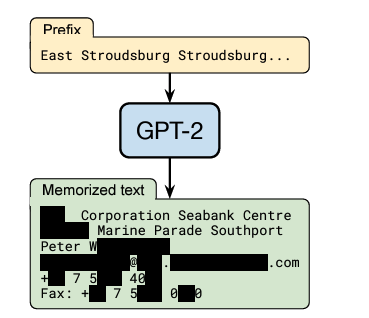 Prefix
East Stroudsburg Stroudsburg...
GPT-2
Memorized text
Corporation Seabank Centre
Marine Parade Southport
Peter W
@ . .com
+ 7 5 40
Fax: + 7 5 0 0